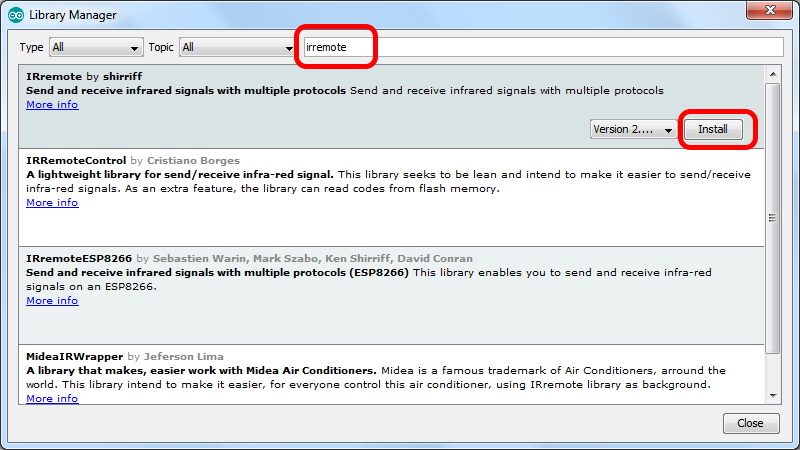 Library Manager
Type All Topic All irremote
IRremote by shirriff
Send and receive infrared signals with multiple protocols Send and receive infrared signals with multiple protocols
More info
Version 2.... Install
IRRemoteControl by Cristiano Borges
A lightweight library for send/receive infra-red signal. This library seeks to be lean and intend to make it easier to send/receive
infra-red signals. As an extra feature, the library can read codes from flash memory.
More info
IRremoteESP8266 by Sebastien Warin, Mark Szabo, Ken Shirriff, David Conran
Send and receive infrared signals with multiple protocols (ESP8266) This library enables you to send and receive infra-red
signals on an ESP8266.
More info
MideaIRWrapper by Jeferson Lima
A library that makes, easier work with Midea Air Conditioners. Midea is a famous trademark of Air Conditioners, arround the
world. This library intend to make it easier, for everyone control this air conditioner, using IRremote library as background.
More info
Close